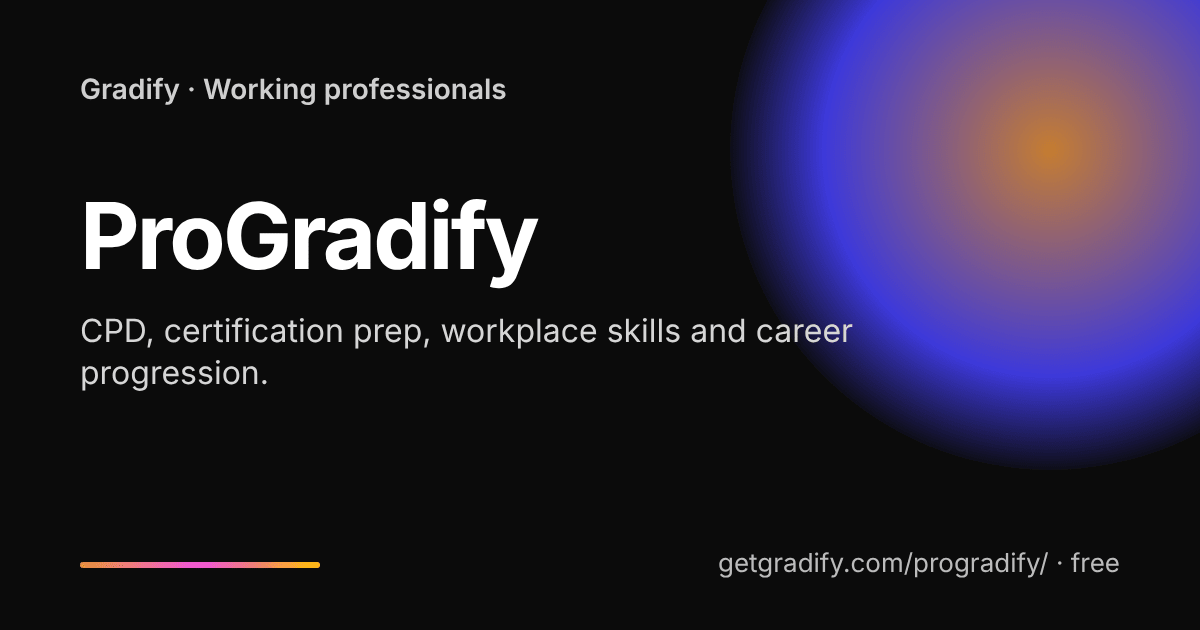 Gradify · Working professionals
ProGradify
CPD, certification prep, workplace skills and career
progression.
getgradify.com/progradify/ · free